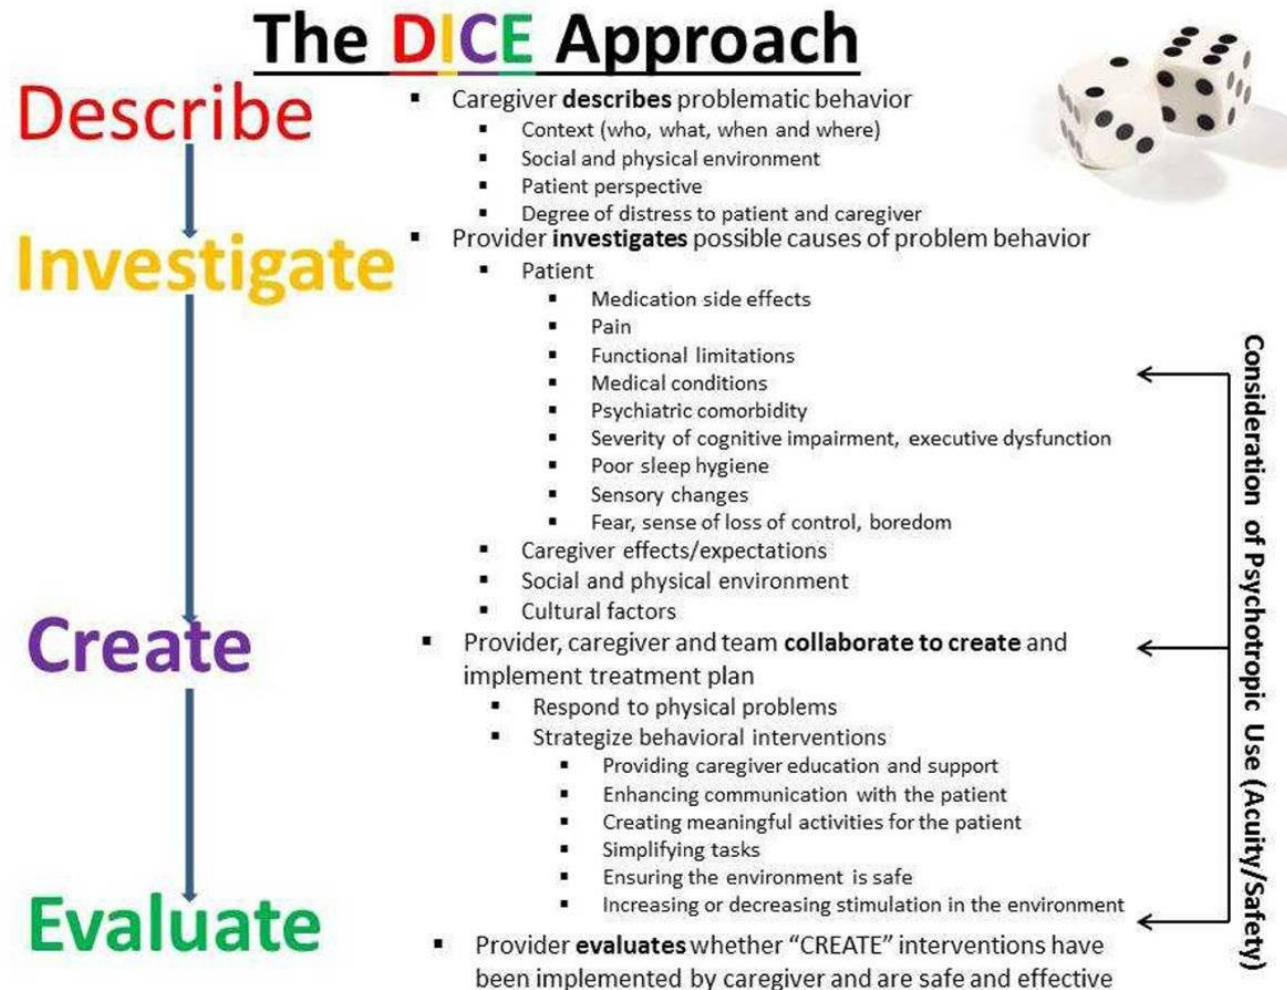 The DICE Approach
Describe
▪ Caregiver describes problematic behavior
▪ Context (who, what, when and where)
▪ Social and physical environment
▪ Patient perspective
▪ Degree of distress to patient and caregiver
Investigate
▪ Provider investigates possible causes of problem behavior
▪ Patient
▪ Medication side effects
▪ Pain
▪ Functional limitations
▪ Medical conditions
▪ Psychiatric comorbidity
▪ Severity of cognitive impairment, executive dysfunction
▪ Poor sleep hygiene
▪ Sensory changes
▪ Fear, sense of loss of control, boredom
▪ Caregiver effects/expectations
▪ Social and physical environment
▪ Cultural factors
Create
▪ Provider, caregiver and team collaborate to create and
implement treatment plan
▪ Respond to physical problems
▪ Strategize behavioral interventions
▪ Providing caregiver education and support
▪ Enhancing communication with the patient
▪ Creating meaningful activities for the patient
▪ Simplifying tasks
▪ Ensuring the environment is safe
▪ Increasing or decreasing stimulation in the environment
Evaluate
▪ Provider evaluates whether “CREATE” interventions have
been implemented by caregiver and are safe and effective
Consideration of Psychotropic Use (Acuity/Safety)